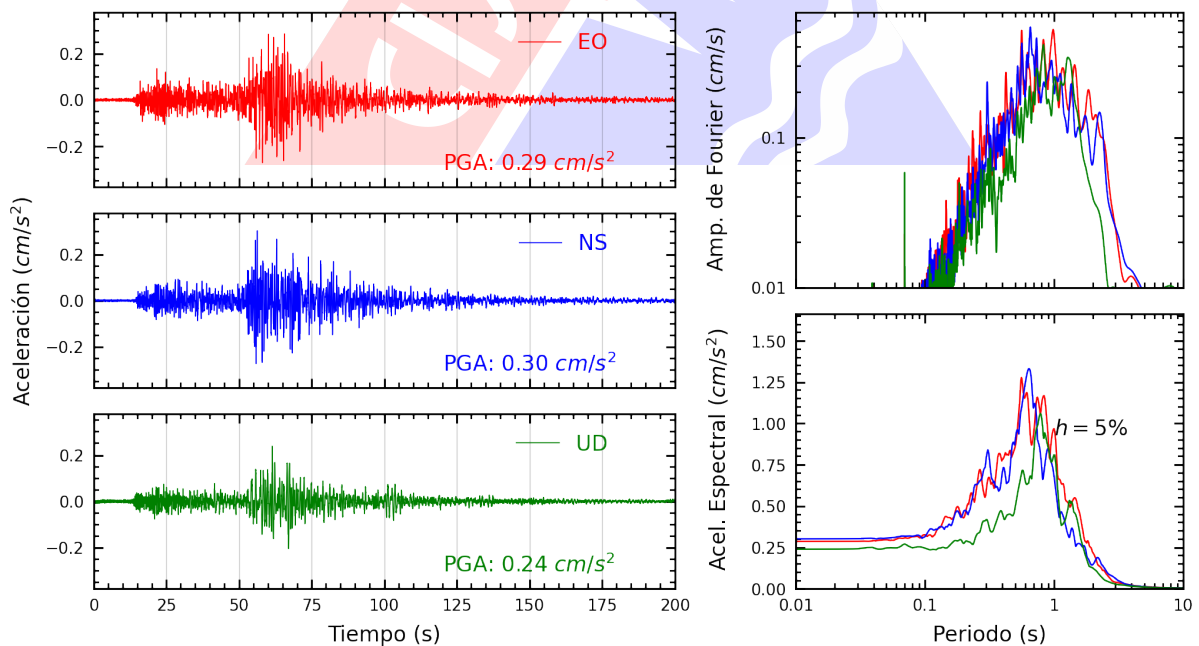 Aceleración (cm/s²)
0.2
0.0
−0.2
EO
PGA: 0.29 cm/s²
0.2
0.0
−0.2
NS
PGA: 0.30 cm/s²
0.2
0.0
−0.2
UD
PGA: 0.24 cm/s²
0 25 50 75 100 125 150 175 200
Tiempo (s)
Amp. de Fourier (cm/s)
0.1
0.01
Acel. Espectral (cm/s²)
1.50
1.25
1.00
0.75
0.50
0.25
0.00
h = 5%
0.01 0.1 1 10
Periodo (s)